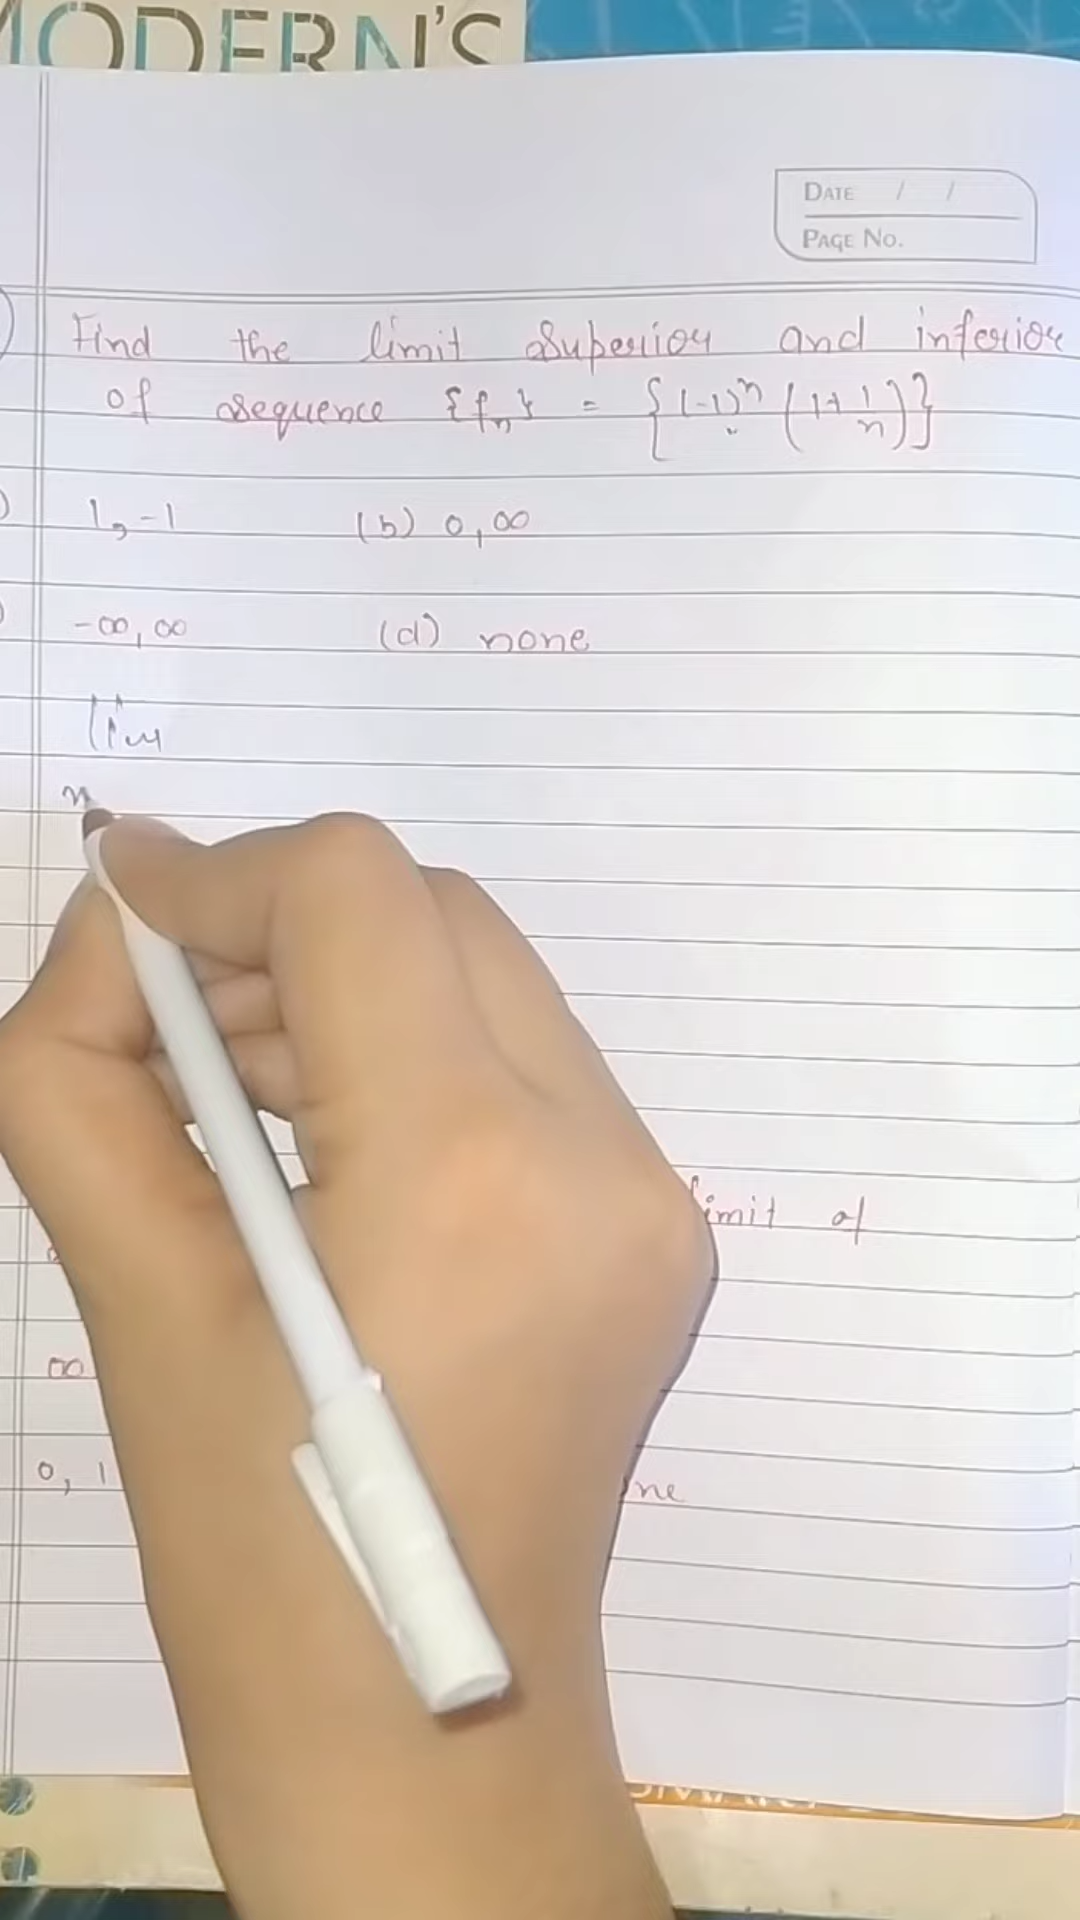 MODERN'S
DATE / /
PAGE NO.
Find the limit Superior and inferior
of sequence {fn} = {(-1)ⁿ (1+ 1/n)}
1, -1 (b) 0, ∞
-∞, ∞ (d) none
lim
n
limit of
∞
0, 1